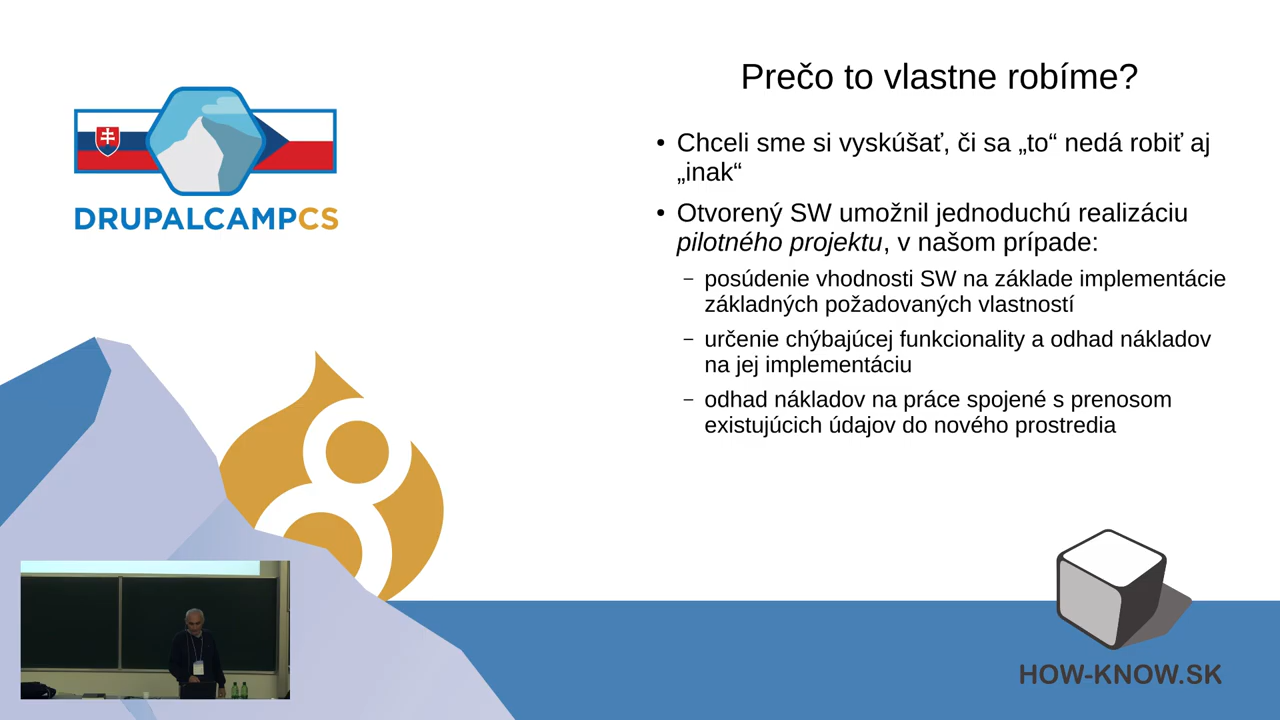 Prečo to vlastne robíme?
DRUPALCAMPCS
• Chceli sme si vyskúšať, či sa „to“ nedá robiť aj
„inak“
• Otvorený SW umožnil jednoduchú realizáciu
pilotného projektu, v našom prípade:
– posúdenie vhodnosti SW na základe implementácie
základných požadovaných vlastností
– určenie chýbajúcej funkcionality a odhad nákladov
na jej implementáciu
– odhad nákladov na práce spojené s prenosom
existujúcich údajov do nového prostredia
8
HOW-KNOW.SK